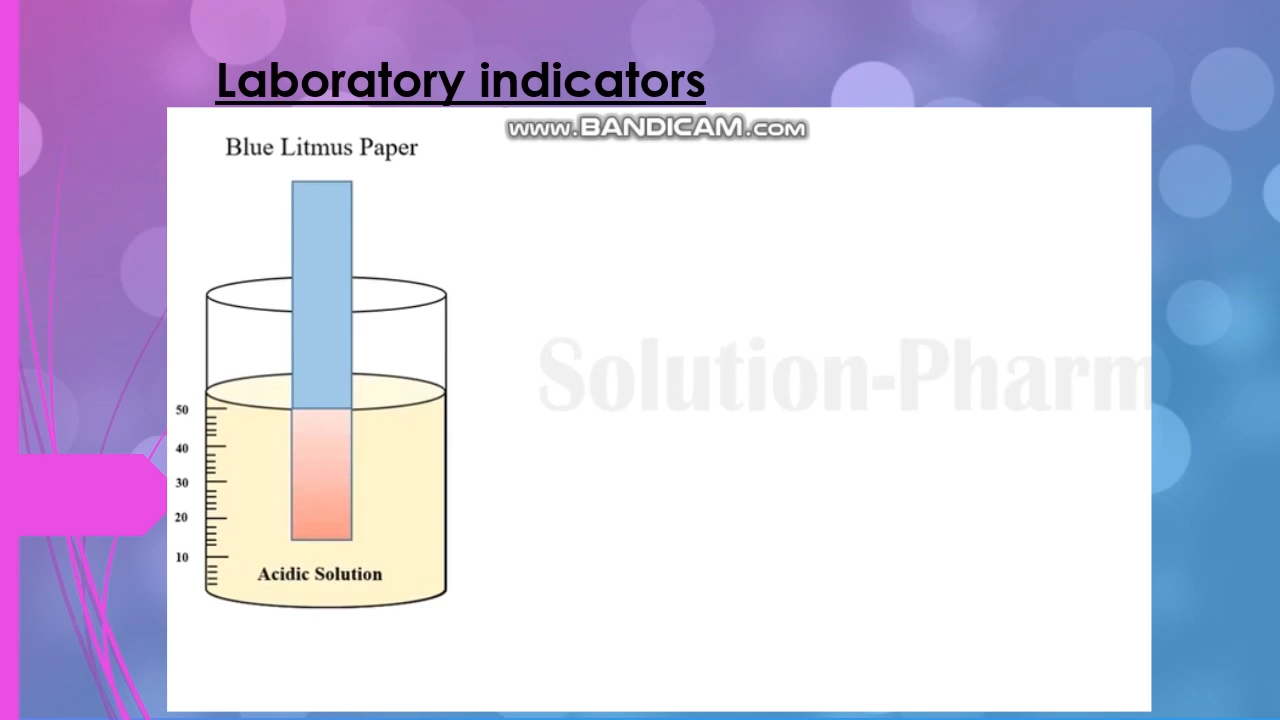 Laboratory indicators
www.BANDICAM.com
Blue Litmus Paper
Solution-Pharm
50
40
30
20
10
Acidic Solution